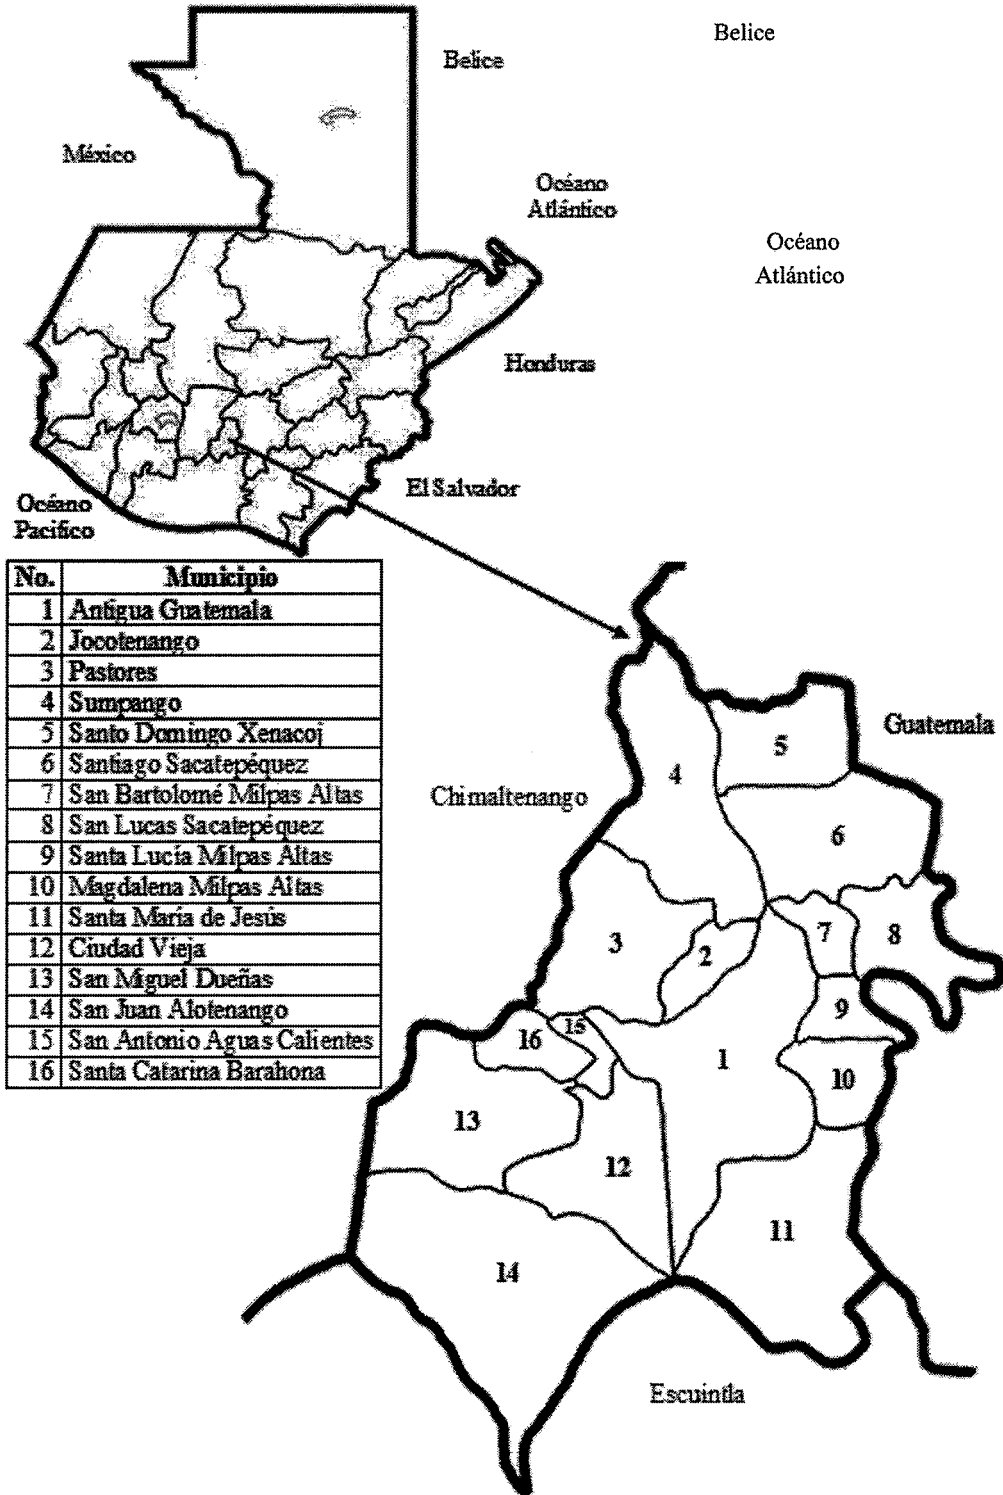 Belice
Belice
México
Océano
Atlántico
Océano
Atlántico
Honduras
El Salvador
Océano
Pacífico
No. Municipio
1 Antigua Guatemala
2 Jocotenango
3 Pastores
4 Sumpango
5 Santo Domingo Xenacoj
6 Santiago Sacatepéquez
7 San Bartolomé Milpas Altas
8 San Lucas Sacatepéquez
9 Santa Lucía Milpas Altas
10 Magdalena Milpas Altas
11 Santa María de Jesús
12 Ciudad Vieja
13 San Miguel Dueñas
14 San Juan Alotenango
15 San Antonio Aguas Calientes
16 Santa Catarina Barahona
Guatemala
Chimaltenango
5
4
6
3
2
7
8
9
15
16
1
10
13
12
11
14
Escuintla